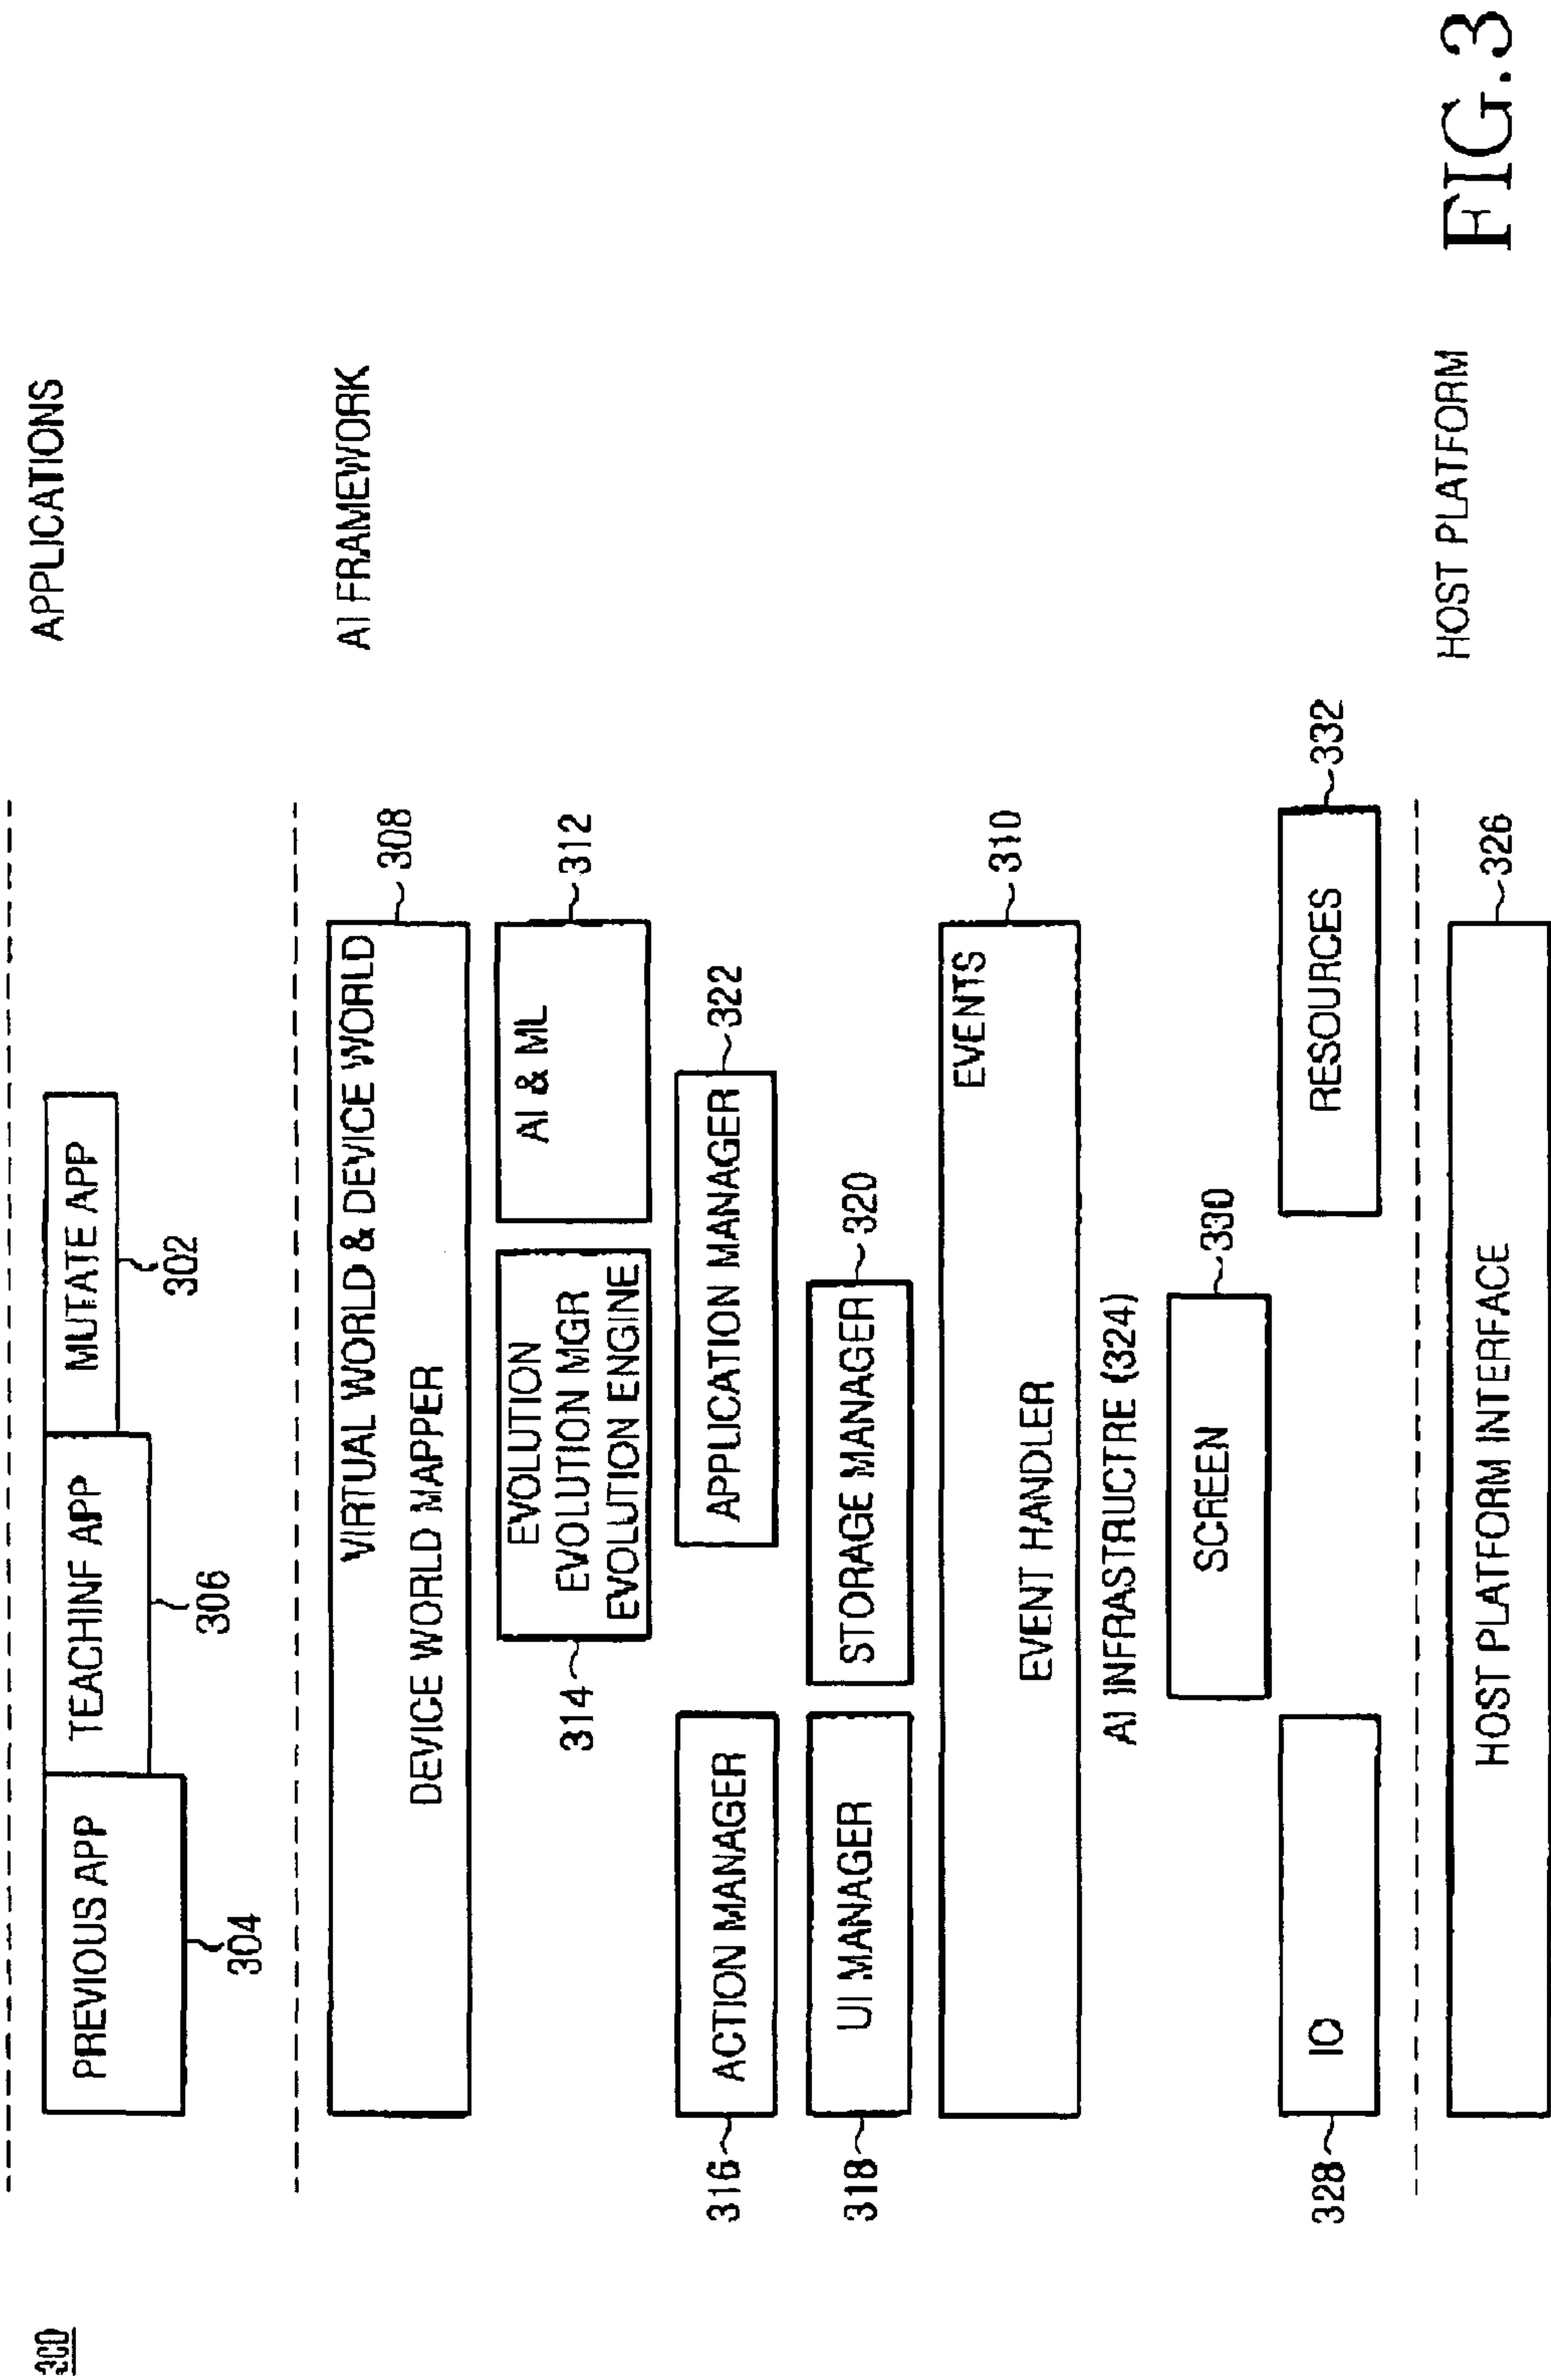 300
APPLICATIONS
PREVIOUS APP
TEACHINF APP
MUTATE APP
304
306
302
AI FRAMEWORK
VIRTUAL WORLD & DEVICE WORLD
DEVICE WORLD MAPPER
308
EVOLUTION
EVOLUTION MGR
EVOLUTION ENGINE
314
AI & ML
312
316
ACTION MANAGER
APPLICATION MANAGER
322
318
UI MANAGER
STORAGE MANAGER
320
EVENTS
EVENT HANDLER
310
AI INFRASTRUCTRE (324)
SCREEN
330
328
IO
RESOURCES
332
HOST PLATFORM
HOST PLATFORM INTERFACE
326
FIG.3